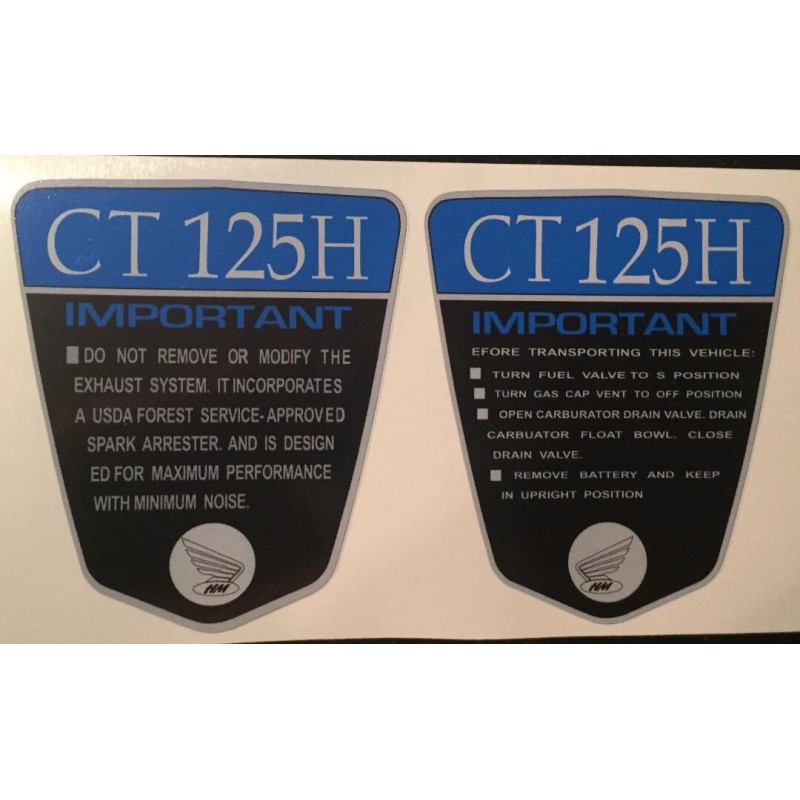 CT 125H
IMPORTANT
■ DO NOT REMOVE OR MODIFY THE
EXHAUST SYSTEM. IT INCORPORATES
A USDA FOREST SERVICE-APPROVED
SPARK ARRESTER. AND IS DESIGN
ED FOR MAXIMUM PERFORMANCE
WITH MINIMUM NOISE.
HM
CT 125H
IMPORTANT
EFORE TRANSPORTING THIS VEHICLE:
■ TURN FUEL VALVE TO S POSITION
■ TURN GAS CAP VENT TO OFF POSITION
■ OPEN CARBURATOR DRAIN VALVE. DRAIN
CARBUATOR FLOAT BOWL. CLOSE
DRAIN VALVE.
■ REMOVE BATTERY AND KEEP
IN UPRIGHT POSITION
HM